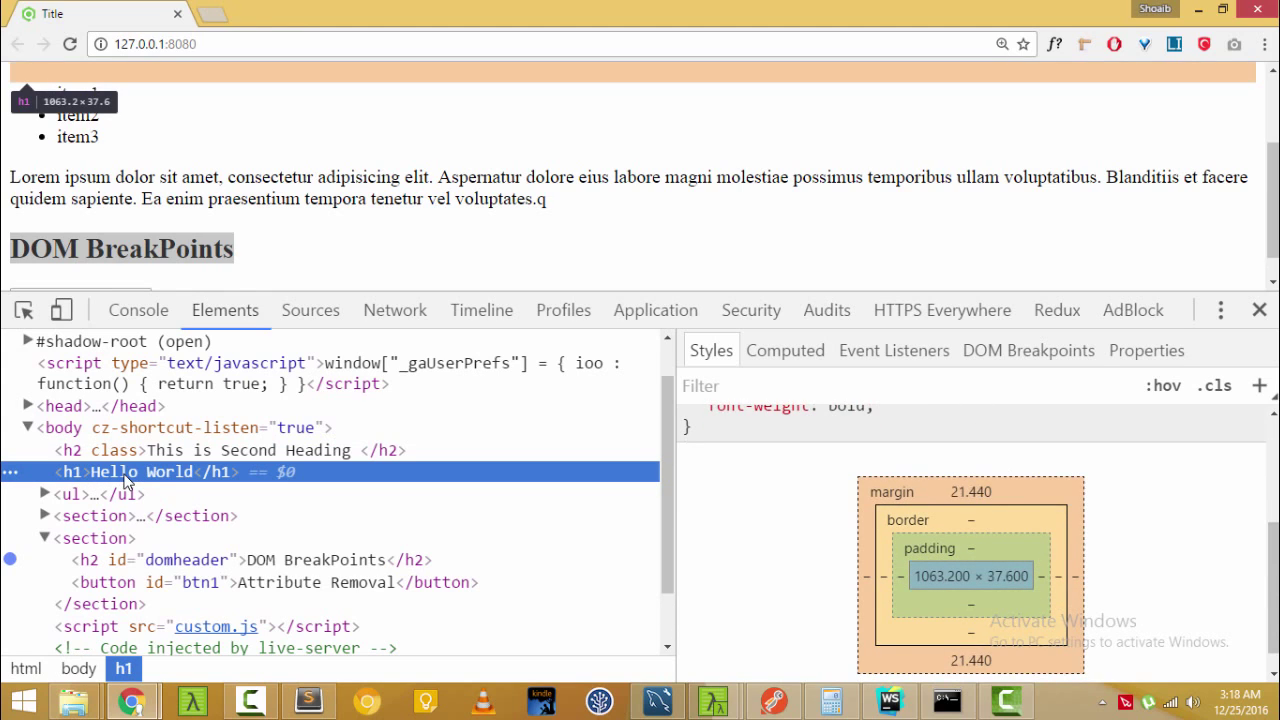 Title
Shoaib
127.0.0.1:8080
f?
LI
h1 1063.2×37.6
item2
item3
Lorem ipsum dolor sit amet, consectetur adipisicing elit. Aspernatur dolore eius labore magni molestiae possimus temporibus ullam voluptatibus. Blanditiis et facere
quidem sapiente. Ea enim praesentium tempora tenetur vel voluptates.q
DOM BreakPoints
Console Elements Sources Network Timeline Profiles Application Security Audits HTTPS Everywhere Redux AdBlock
#shadow-root (open)
<script type="text/javascript">window["_gaUserPrefs"] = { ioo :
function() { return true; } }</script>
<head>…</head>
<body cz-shortcut-listen="true">
<h2 class>This is Second Heading </h2>
<h1>Hello World</h1> == $0
<ul>…</ul>
<section>…</section>
<section>
<h2 id="domheader">DOM BreakPoints</h2>
<button id="btn1">Attribute Removal</button>
</section>
<script src="custom.js"></script>
<!-- Code injected by live-server -->
html body h1
Styles Computed Event Listeners DOM Breakpoints Properties
Filter
:hov .cls +
font-weight: bold;
}
margin 21.440
border –
padding –
– – – 1063.200 × 37.600 – – –
–
–
21.440
Activate Windows
Go to PC settings to activate Windows.
kindle
WS
3:18 AM
12/25/2016